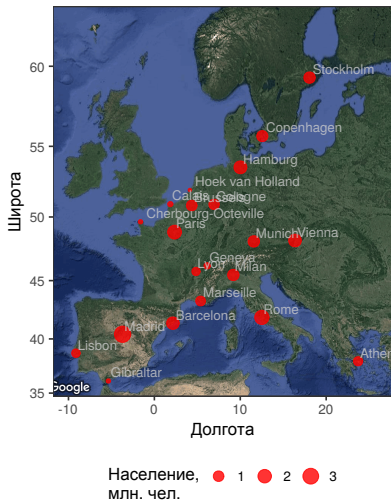 60
55
50
45
40
35
Широта
Stockholm
Copenhagen
Hamburg
Hoek van Holland
Calais
Brussels
Cologne
Cherbourg-Octeville
Paris
Munich
Vienna
Geneva
Lyon
Milan
Marseille
Rome
Barcelona
Madrid
Lisbon
Gibraltar
Athen
Google
-10 0 10 20
Долгота
Население,
млн. чел.
1 2 3